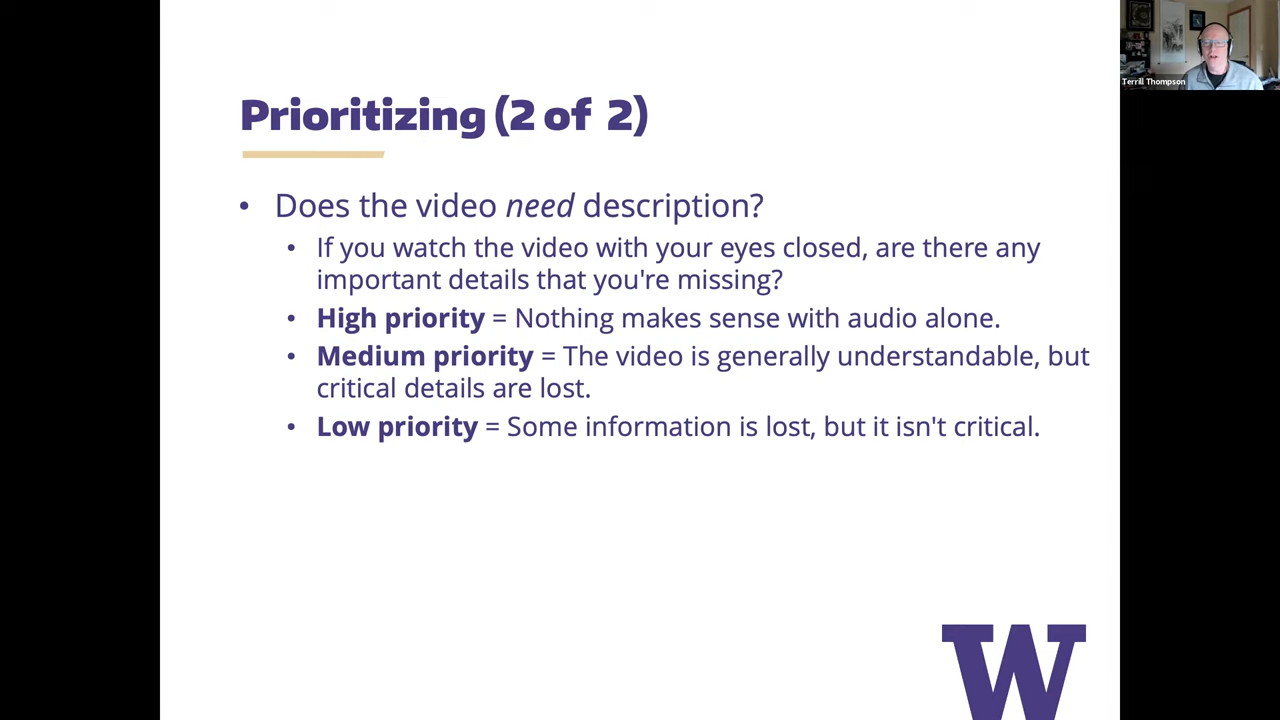 Prioritizing (2 of 2)
• Does the video need description?
• If you watch the video with your eyes closed, are there any
important details that you're missing?
• High priority = Nothing makes sense with audio alone.
• Medium priority = The video is generally understandable, but
critical details are lost.
• Low priority = Some information is lost, but it isn't critical.
W
Terrill Thompson